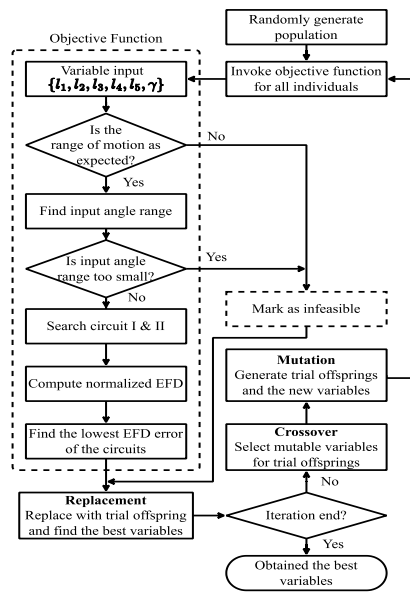 Randomly generate
population
Objective Function
Variable input
{l₁, l₂, l₃, l₄, l₅, γ}
Invoke objective function
for all individuals
Is the
range of motion as
expected?
No
Yes
Find input angle range
Is input angle
range too small?
Yes
No
Mark as infeasible
Search circuit I & II
Compute normalized EFD
Find the lowest EFD error
of the circuits
Mutation
Generate trial offsprings
and the new variables
Crossover
Select mutable variables
for trial offsprings
No
Replacement
Replace with trial offspring
and find the best variables
Iteration end?
Yes
Obtained the best
variables